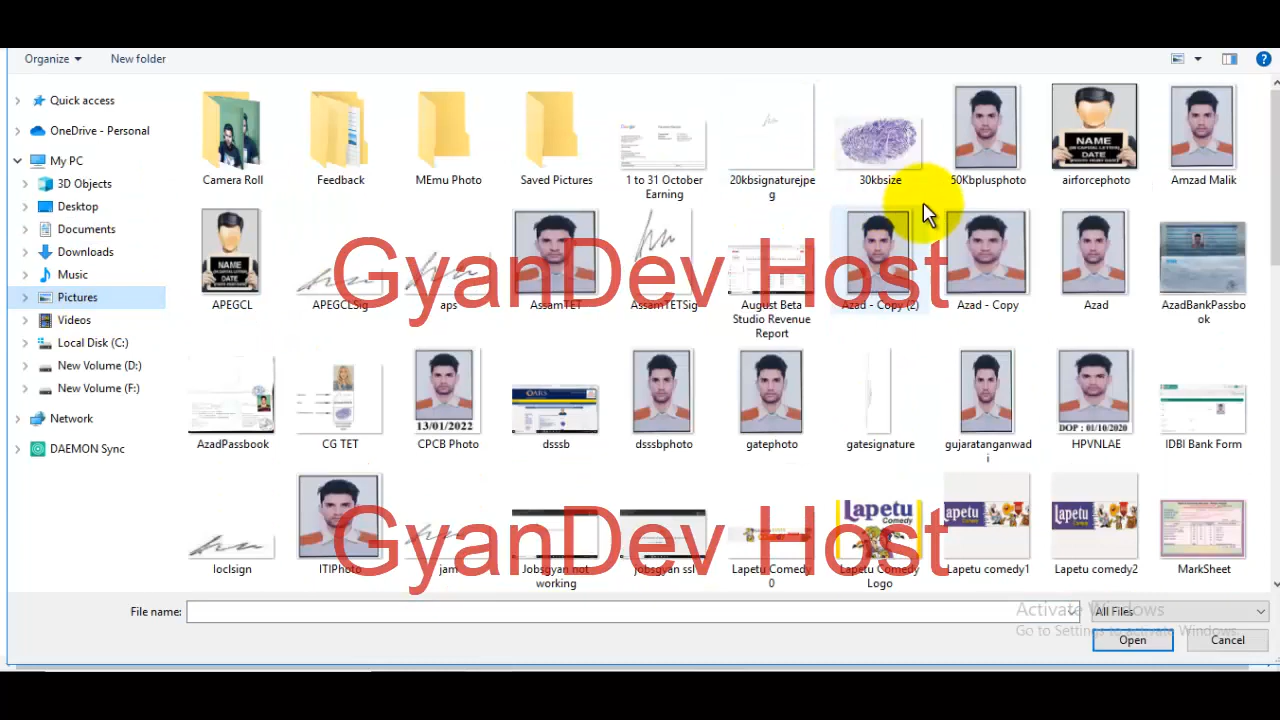 Organize
New folder
Quick access
OneDrive - Personal
My PC
3D Objects
Desktop
Documents
Downloads
Music
Pictures
Videos
Local Disk (C:)
New Volume (D:)
New Volume (F:)
Network
DAEMON Sync
Camera Roll
Feedback
MEmu Photo
Saved Pictures
1 to 31 October
Earning
20kbsignaturejpe
g
30kbsize
50Kbplusphoto
airforcephoto
Amzad Malik
NAME
DATE
APEGCL
APEGCLSig
aps
AssamTET
AssamTETSig
August Beta
Studio Revenue
Report
Azad - Copy (2)
Azad - Copy
Azad
AzadBankPassbo
ok
GyanDev Host
AzadPassbook
CG TET
13/01/2022
CPCB Photo
OARS
dsssb
dsssbphoto
gatephoto
gatesignature
gujaratanganwad
i
DOP : 01/10/2020
HPVNLAE
IDBI Bank Form
loclsign
ITIPhoto
jam
Jobsgyan not
working
jobsgyan ssl
Lapetu Comedy
0
Lapetu
Comedy
Lapetu Comedy
Logo
Lapetu
Lapetu comedy1
Lapetu
Lapetu comedy2
MarkSheet
GyanDev Host
File name:
All Files
Activate Windows
Go to Settings to activate Windows.
Open
Cancel